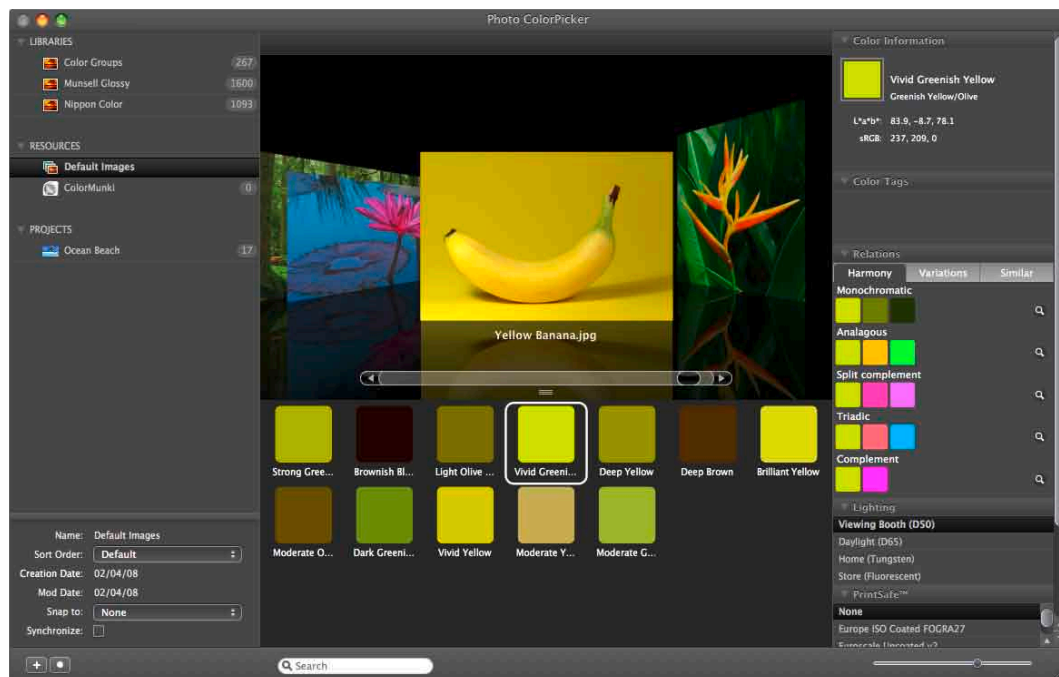 Photo ColorPicker
LIBRARIES
Color Groups 267
Munsell Glossy 1600
Nippon Color 1093
RESOURCES
Default Images
ColorMunki 0
PROJECTS
Ocean Beach 17
Name: Default Images
Sort Order: Default
Creation Date: 02/04/08
Mod Date: 02/04/08
Snap to: None
Synchronize:
Yellow Banana.jpg
Strong Gree... Brownish Bl... Light Olive ... Vivid Greeni... Deep Yellow Deep Brown Brilliant Yellow
Moderate O... Dark Greeni... Vivid Yellow Moderate Y... Moderate G...
Search
Color Information
Vivid Greenish Yellow
Greenish Yellow/Olive
L*a*b*: 83.9, -8.7, 78.1
sRGB: 237, 209, 0
Color Tags
Relations
Harmony Variations Similar
Monochromatic
Analagous
Split complement
Triadic
Complement
Lighting
Viewing Booth (D50)
Daylight (D65)
Home (Tungsten)
Store (Fluorescent)
PrintSafe™
None
Europe ISO Coated FOGRA27
Euroscale Uncoated v2